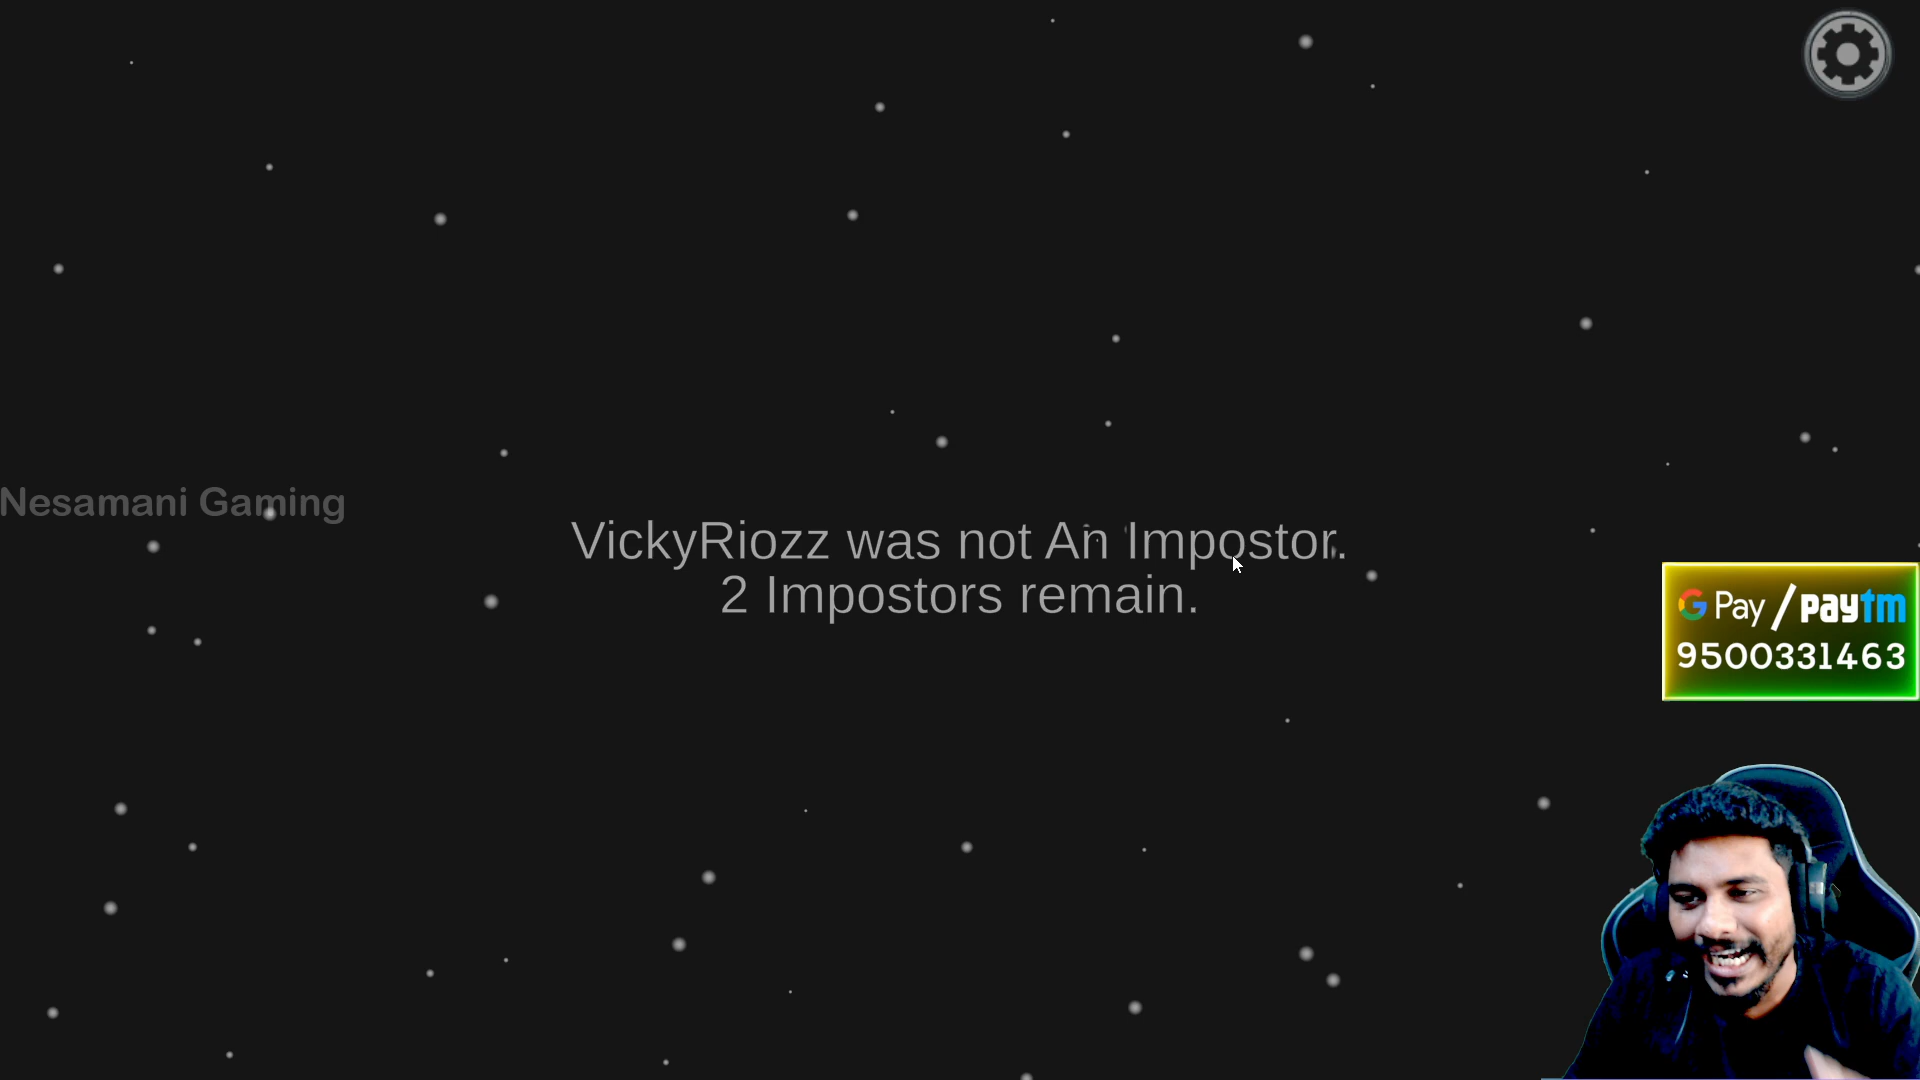 Nesamani Gaming
VickyRiozz was not An Impostor.
2 Impostors remain.
G Pay/paytm
9500331463